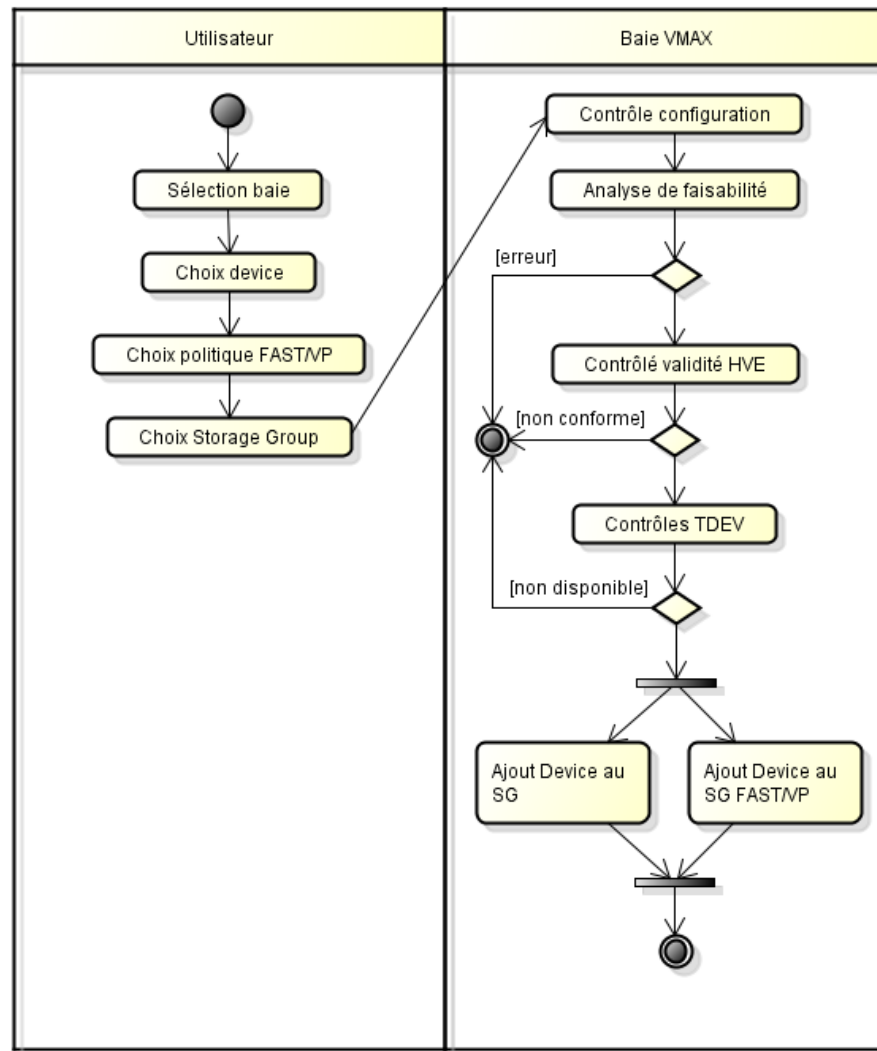 Utilisateur
Baie VMAX
Sélection baie
Choix device
Choix politique FAST/VP
Choix Storage Group
Contrôle configuration
Analyse de faisabilité
[erreur]
Contrôlé validité HVE
[non conforme]
Contrôles TDEV
[non disponible]
Ajout Device au
SG
Ajout Device au
SG FAST/VP